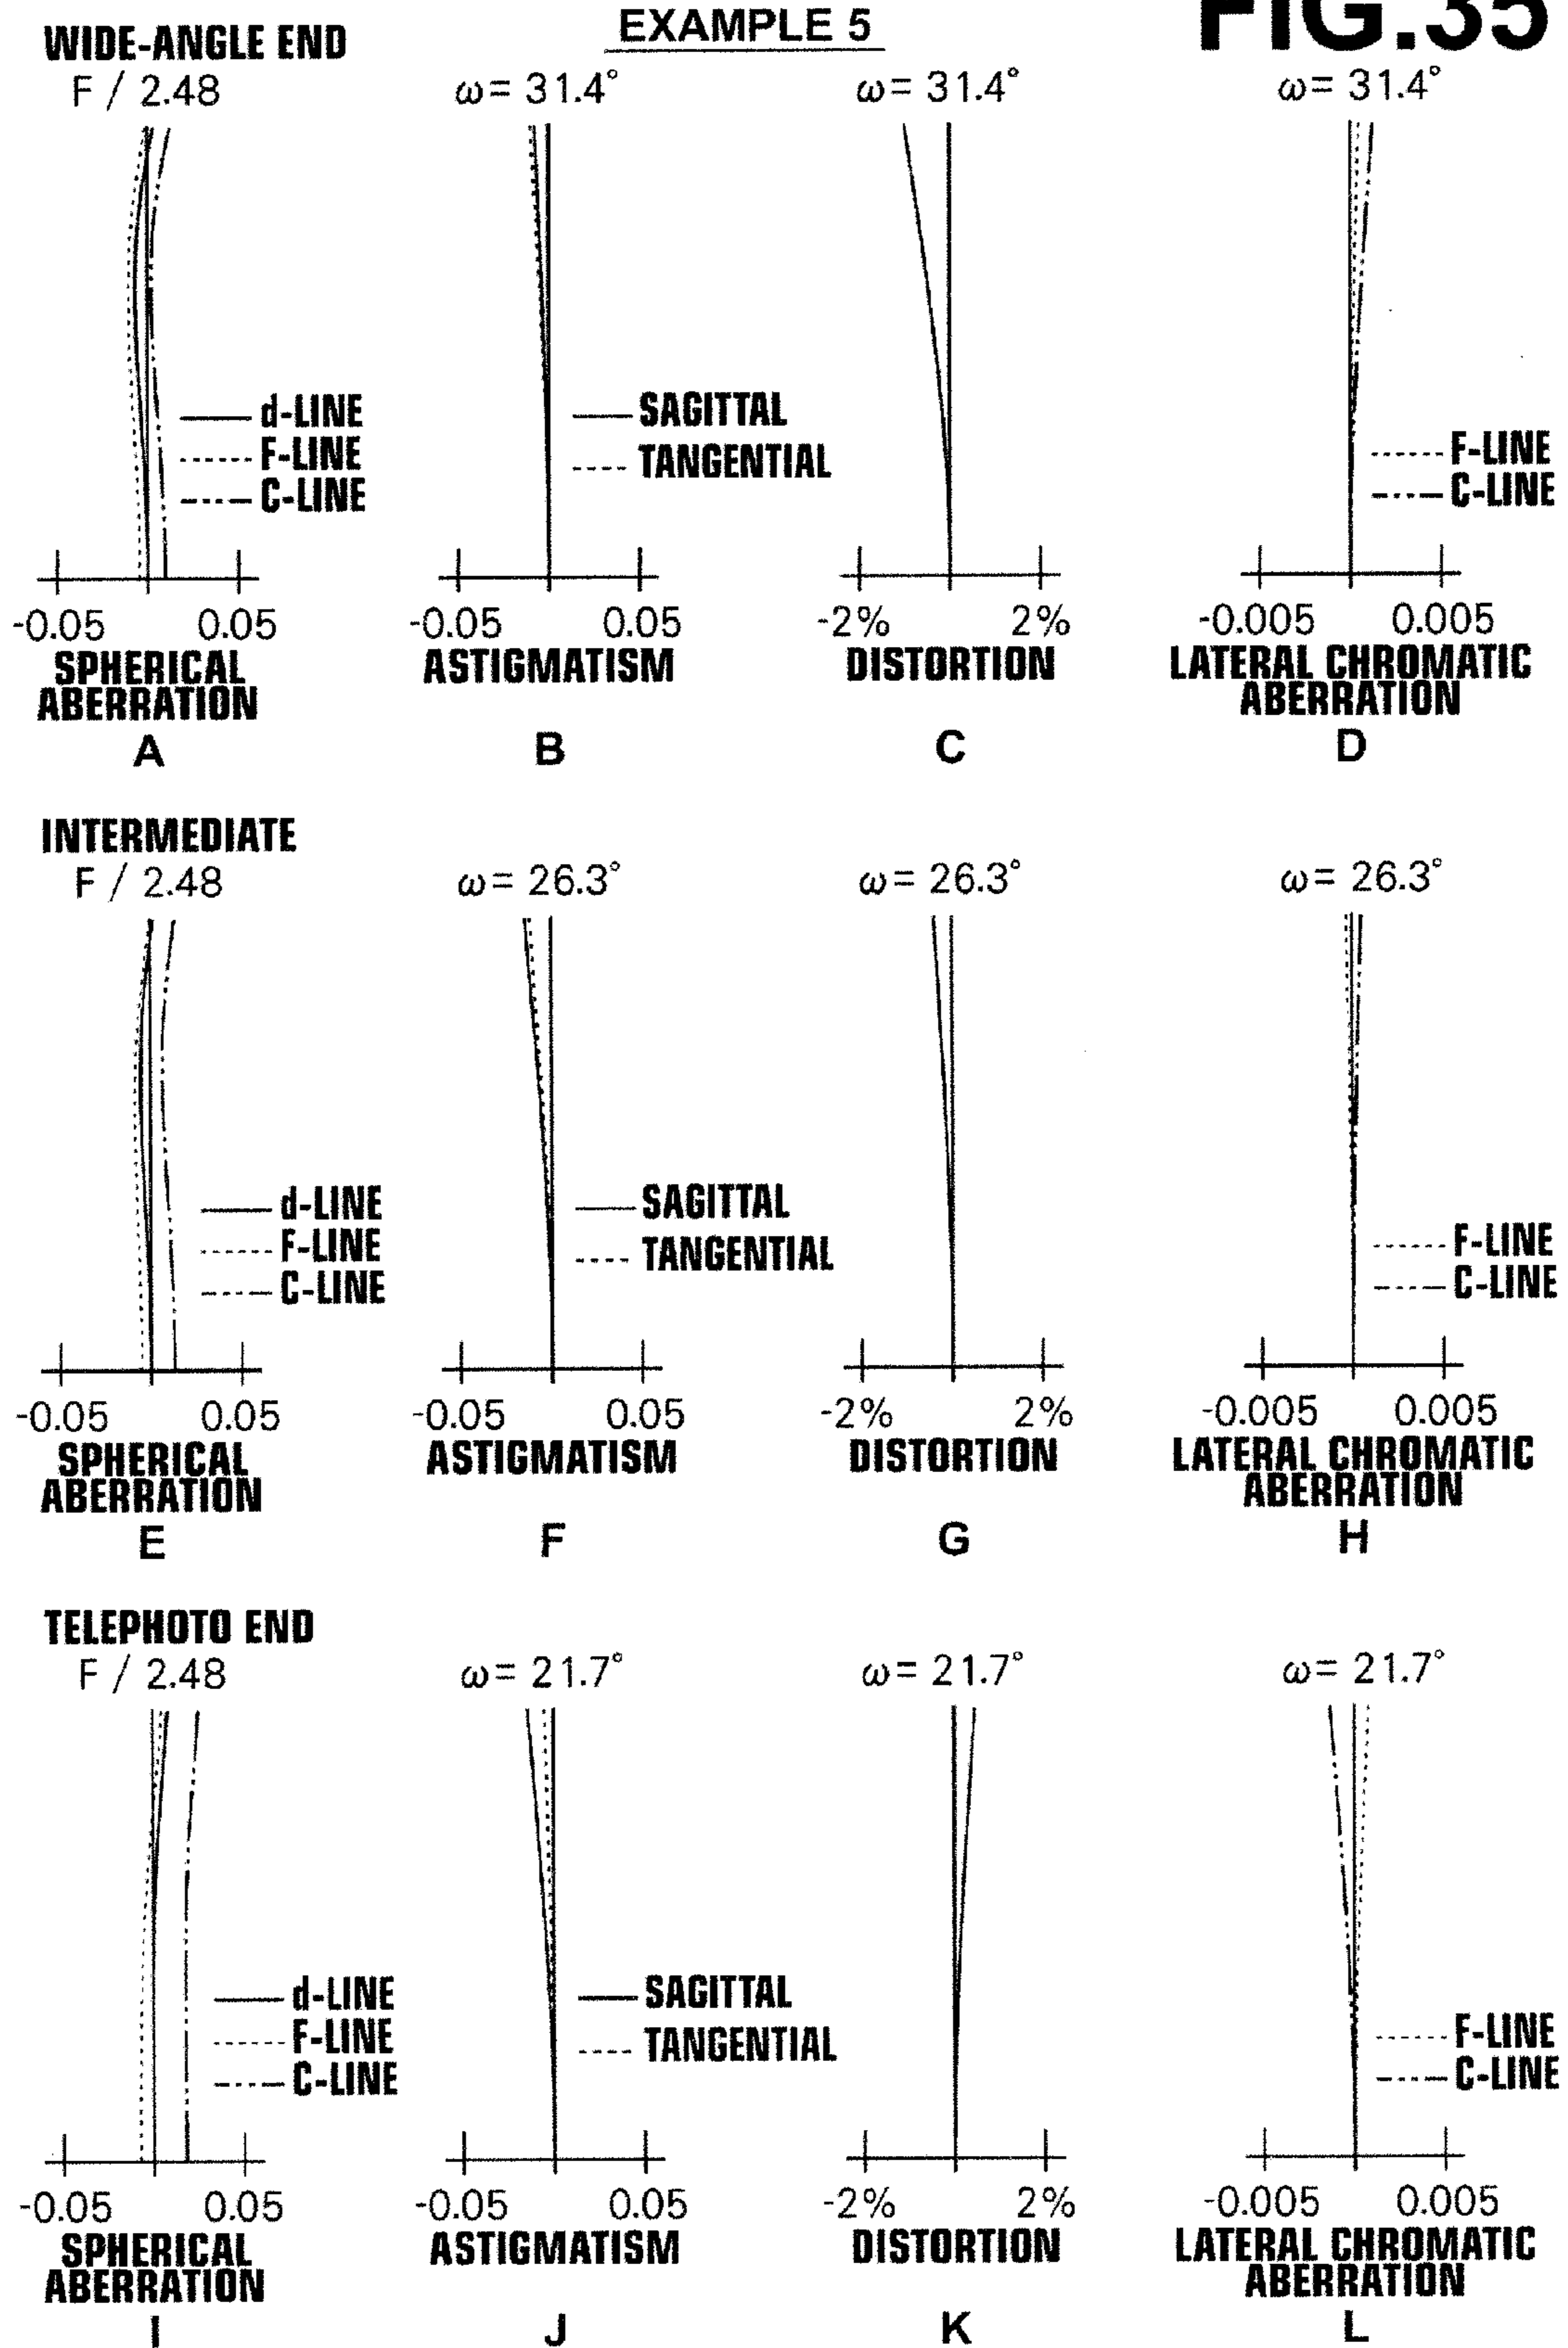 FIG.35
EXAMPLE 5
WIDE-ANGLE END
F / 2.48
ω= 31.4°
ω= 31.4°
ω= 31.4°
d-LINE
F-LINE
C-LINE
SAGITTAL
TANGENTIAL
F-LINE
C-LINE
-0.05 0.05
-0.05 0.05
-2% 2%
-0.005 0.005
SPHERICAL
ABERRATION
ASTIGMATISM
DISTORTION
LATERAL CHROMATIC
ABERRATION
A
B
C
D
INTERMEDIATE
F / 2.48
ω= 26.3°
ω= 26.3°
ω= 26.3°
d-LINE
F-LINE
C-LINE
SAGITTAL
TANGENTIAL
F-LINE
C-LINE
-0.05 0.05
-0.05 0.05
-2% 2%
-0.005 0.005
SPHERICAL
ABERRATION
ASTIGMATISM
DISTORTION
LATERAL CHROMATIC
ABERRATION
E
F
G
H
TELEPHOTO END
F / 2.48
ω= 21.7°
ω= 21.7°
ω= 21.7°
d-LINE
F-LINE
C-LINE
SAGITTAL
TANGENTIAL
F-LINE
C-LINE
-0.05 0.05
-0.05 0.05
-2% 2%
-0.005 0.005
SPHERICAL
ABERRATION
ASTIGMATISM
DISTORTION
LATERAL CHROMATIC
ABERRATION
I
J
K
L